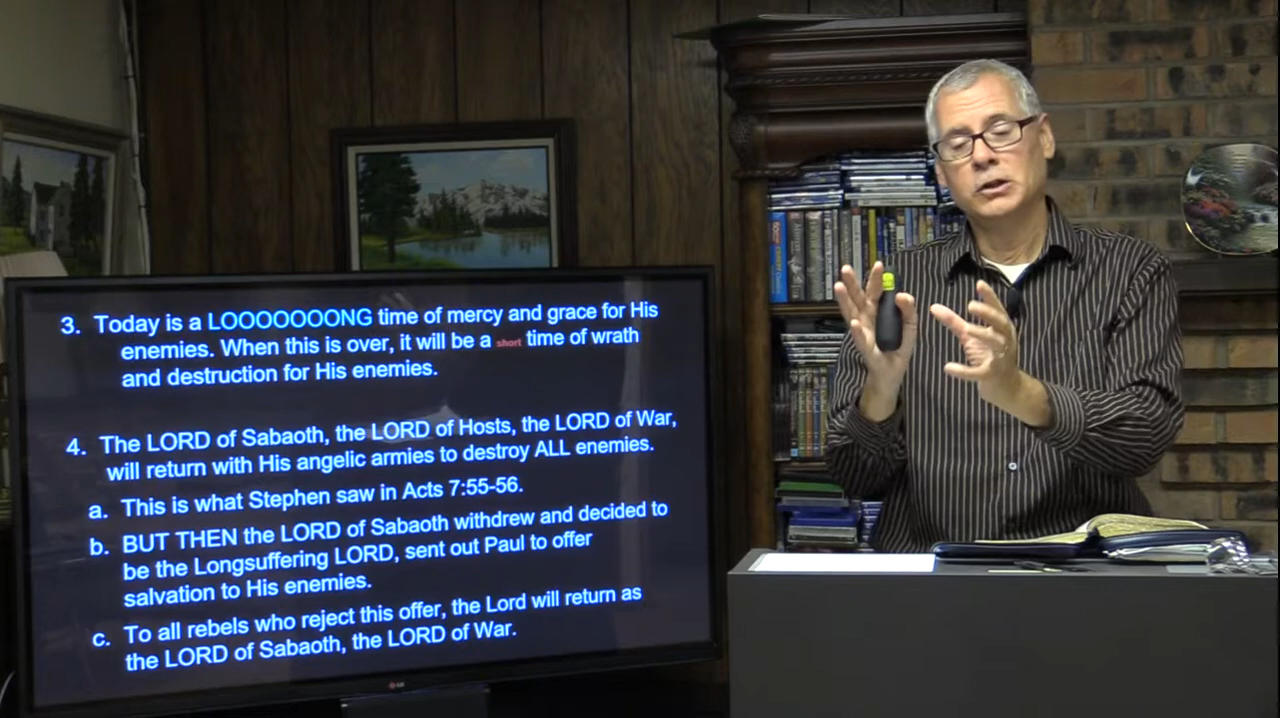 3. Today is a LOOOOOOONG time of mercy and grace for His
enemies. When this is over, it will be a short time of wrath
and destruction for His enemies.
4. The LORD of Sabaoth, the LORD of Hosts, the LORD of War,
will return with His angelic armies to destroy ALL enemies.
a. This is what Stephen saw in Acts 7:55-56.
b. BUT THEN the LORD of Sabaoth withdrew and decided to
be the Longsuffering LORD, sent out Paul to offer
salvation to His enemies.
c. To all rebels who reject this offer, the Lord will return as
the LORD of Sabaoth, the LORD of War.
LG